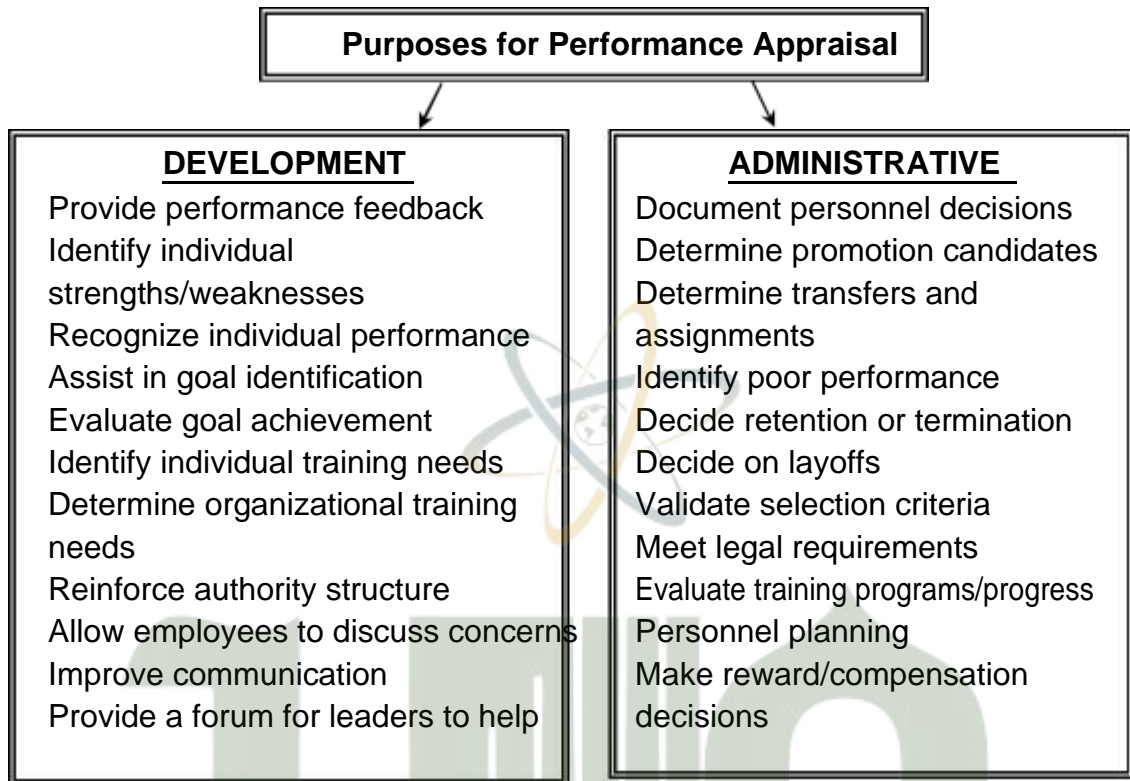 Purposes for Performance Appraisal
DEVELOPMENT
Provide performance feedback
Identify individual
strengths/weaknesses
Recognize individual performance
Assist in goal identification
Evaluate goal achievement
Identify individual training needs
Determine organizational training
needs
Reinforce authority structure
Allow employees to discuss concerns
Improve communication
Provide a forum for leaders to help
ADMINISTRATIVE
Document personnel decisions
Determine promotion candidates
Determine transfers and
assignments
Identify poor performance
Decide retention or termination
Decide on layoffs
Validate selection criteria
Meet legal requirements
Evaluate training programs/progress
Personnel planning
Make reward/compensation
decisions